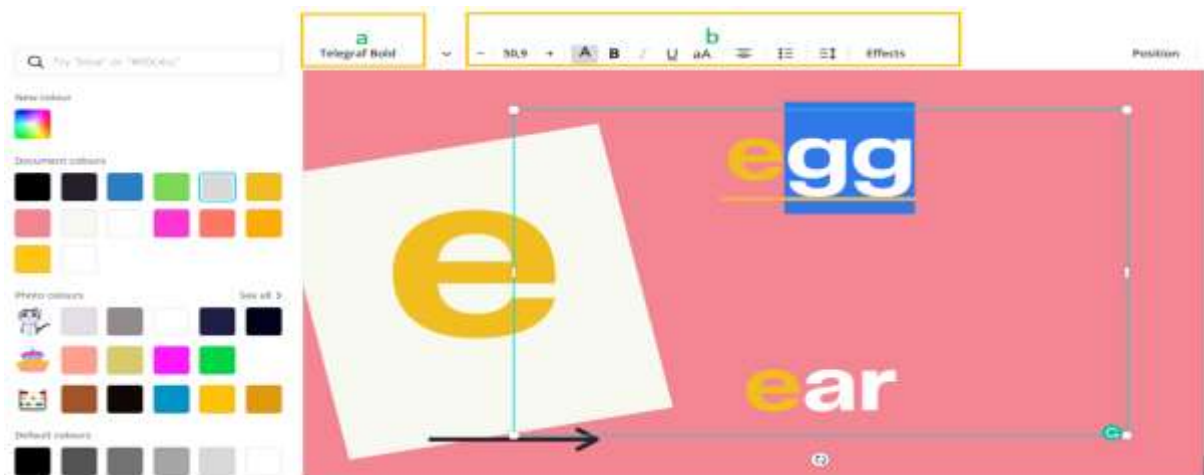 a
b
Telegraf Bold
- 50,9 + A B I U aA Effects
Position
New colour
Document colours
Photo colours
See all >
Default colours
e
egg
ear